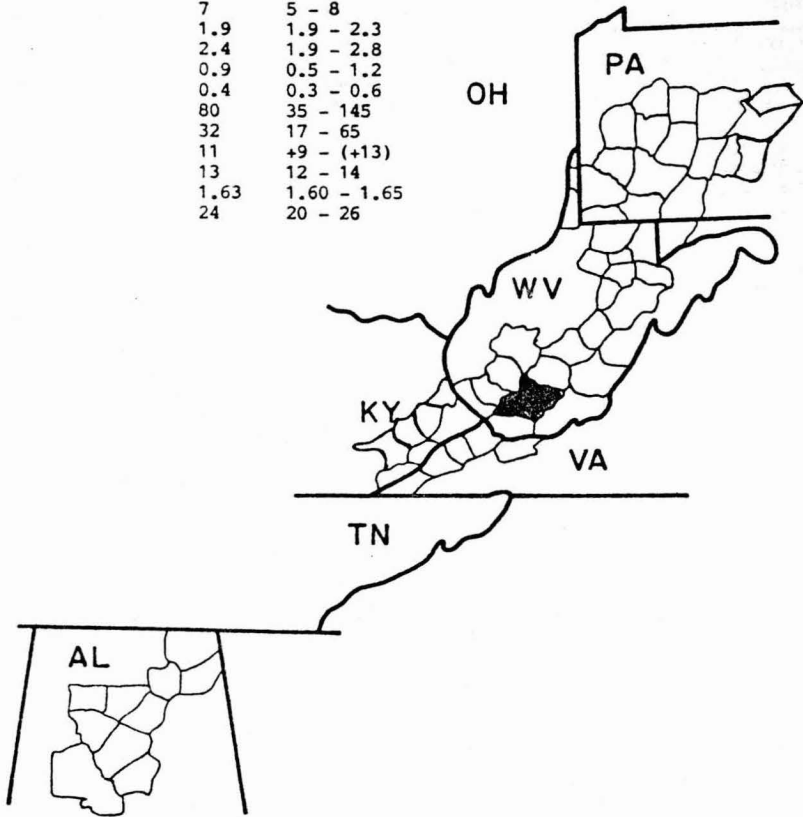 7 5 - 8
1.9 1.9 - 2.3
2.4 1.9 - 2.8
0.9 0.5 - 1.2
0.4 0.3 - 0.6
80 35 - 145
32 17 - 65
11 +9 - (+13)
13 12 - 14
1.63 1.60 - 1.65
24 20 - 26
OH
PA
WV
KY
VA
TN
AL